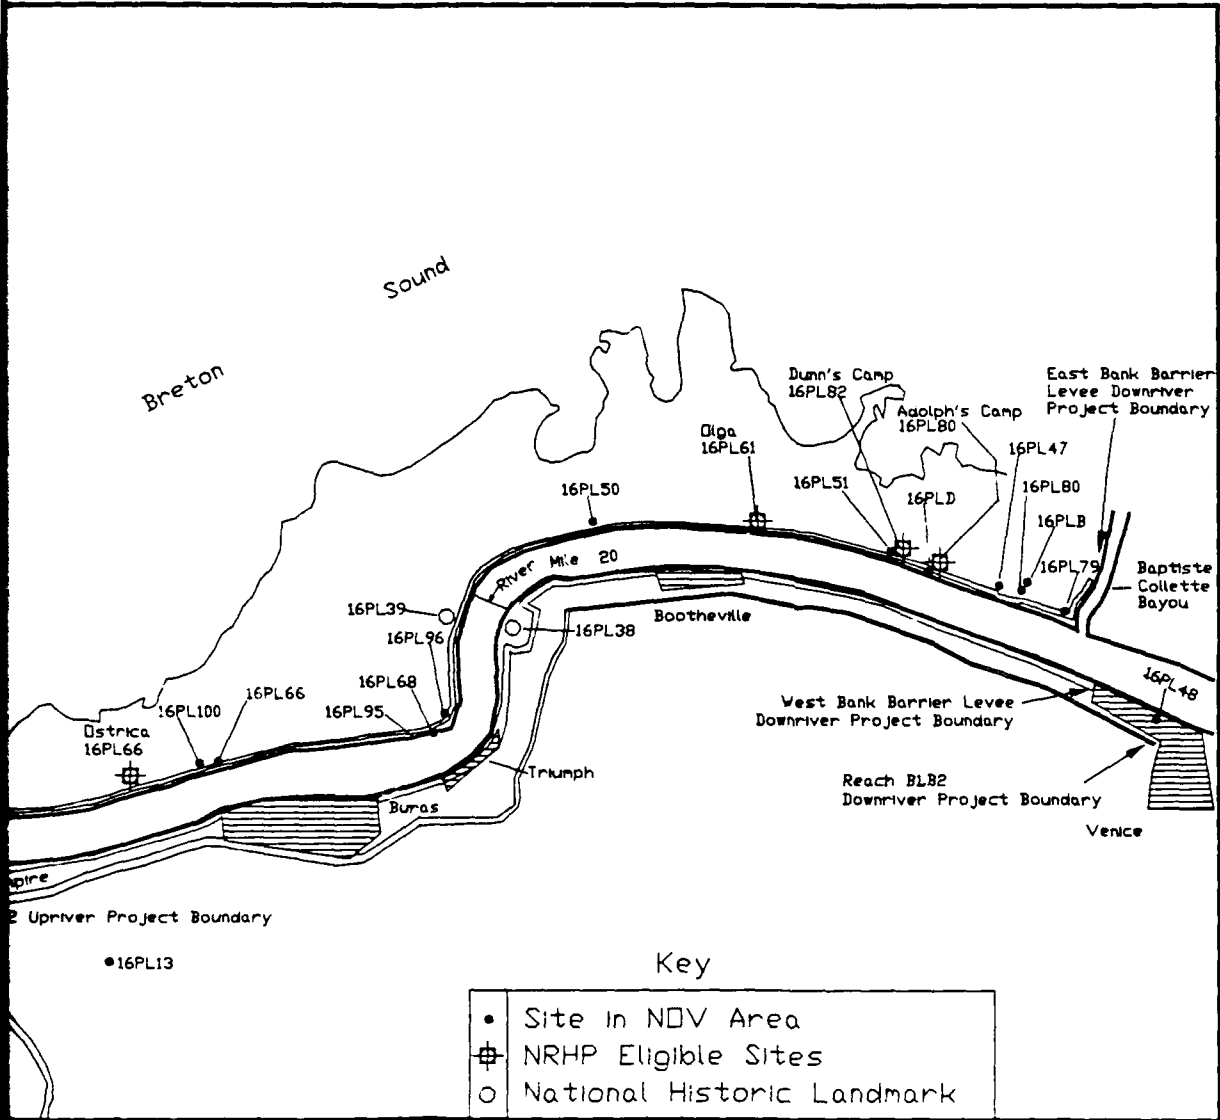 Sound
Breton
Dunn's Camp
16PL82
East Bank Barrier
Levee Downriver
Project Boundary
Adolph's Camp
16PL80
Olga
16PL61
16PL47
16PL51
16PL50
16PLD
16PL80
16PLB
River Mile 20
16PL79
Baptiste
Collette
Bayou
16PL39
Bootheville
16PL38
16PL96
16PL68
16PL48
16PL66
16PL100
16PL95
West Bank Barrier Levee
Downriver Project Boundary
Ostrica
16PL66
Triumph
Reach BLB2
Downriver Project Boundary
Buras
Venice
pire
2 Upriver Project Boundary
16PL13
Key
Site in NOV Area
NRHP Eligible Sites
National Historic Landmark